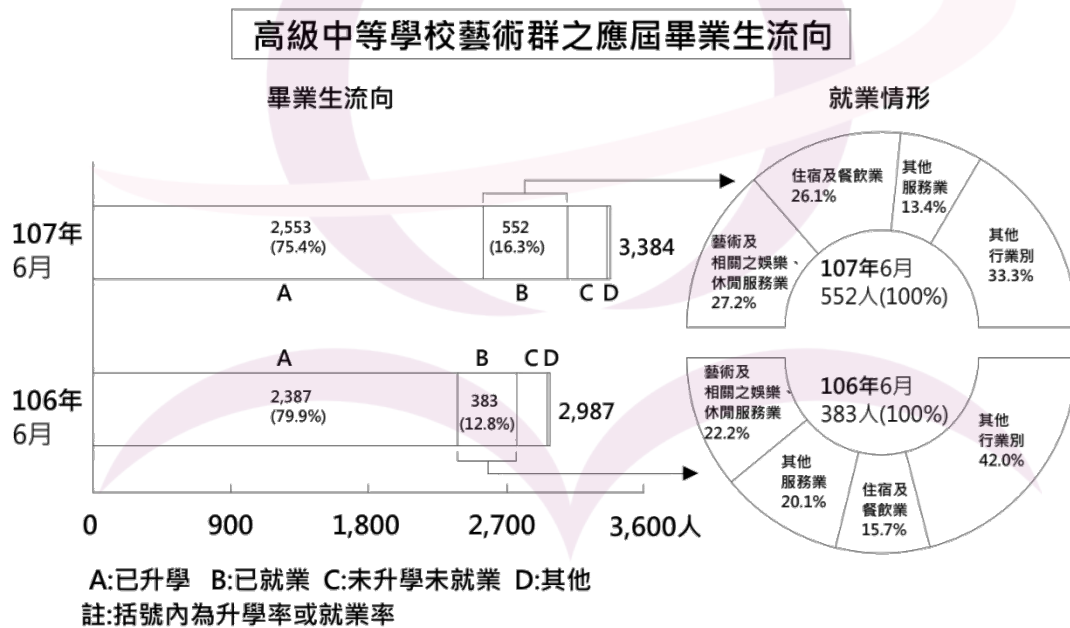 高級中等學校藝術群之應屆畢業生流向
畢業生流向
就業情形
107年
6月
2,553
(75.4%)
552
(16.3%)
3,384
A
B
C
D
住宿及餐飲業
26.1%
其他
服務業
13.4%
藝術及
相關之娛樂、
休閒服務業
27.2%
其他
行業別
33.3%
107年6月
552人(100%)
A
B
C
D
106年
6月
2,387
(79.9%)
383
(12.8%)
2,987
藝術及
相關之娛樂、
休閒服務業
22.2%
106年6月
383人(100%)
其他
行業別
42.0%
其他
服務業
20.1%
住宿及
餐飲業
15.7%
0
900
1,800
2,700
3,600人
A:已升學 B:已就業 C:未升學未就業 D:其他
註:括號內為升學率或就業率